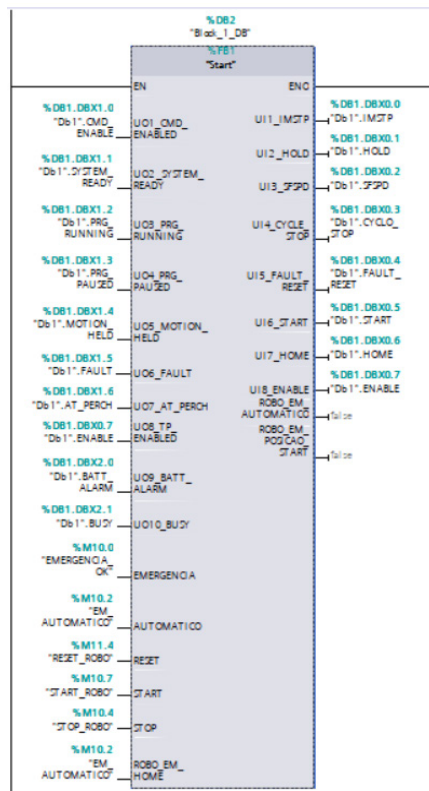 %DB2
"Block_1_DB"
%FB1
"Start"
EN ENO
%DB1.DBX1.0
"Db1".CMD_
ENABLE
UO1_CMD_
ENABLED
%DB1.DBX1.1
"Db1".SYSTEM_
READY
UO2_SYSTEM_
READY
%DB1.DBX1.2
"Db1".PRG_
RUNNING
UO3_PRG_
RUNNING
%DB1.DBX1.3
"Db1".PRG_
PAUSED
UO4_PRG_
PAUSED
%DB1.DBX1.4
"Db1".MOTION_
HELD
UO5_MOTION_
HELD
%DB1.DBX1.5
"Db1".FAULT
UO6_FAULT
%DB1.DBX1.6
"Db1".AT_PERCH
UO7_AT_PERCH
%DB1.DBX0.7
"Db1".ENABLE
UO8_TP_
ENABLED
%DB1.DBX2.0
"Db1".BATT_
ALARM
UO9_BATT_
ALARM
%DB1.DBX2.1
"Db1".BUSY
UO10_BUSY
%M10.0
"EMERGENCIA_
OK"
EMERGENCIA
%M10.2
"EM_
AUTOMATICO"
AUTOMATICO
%M11.4
"RESET_ROBO"
RESET
%M10.7
"START_ROBO"
START
%M10.4
"STOP_ROBO"
STOP
%M10.2
"EM_
AUTOMATICO"
ROBO_EM_
HOME
%DB1.DBX0.0
UI1_IMSTP
"Db1".IMSTP
%DB1.DBX0.1
UI2_HOLD
"Db1".HOLD
%DB1.DBX0.2
UI3_SFSPD
"Db1".SFSPD
%DB1.DBX0.3
UI4_CYCLE_
STOP
"Db1".CYCLO_
STOP
%DB1.DBX0.4
UI5_FAULT_
RESET
"Db1".FAULT_
RESET
%DB1.DBX0.5
UI6_START
"Db1".START
%DB1.DBX0.6
UI7_HOME
"Db1".HOME
%DB1.DBX0.7
UI8_ENABLE
"Db1".ENABLE
ROBO_EM_
AUTOMATICO
false
ROBO_EM_
POSICAO_
START
false